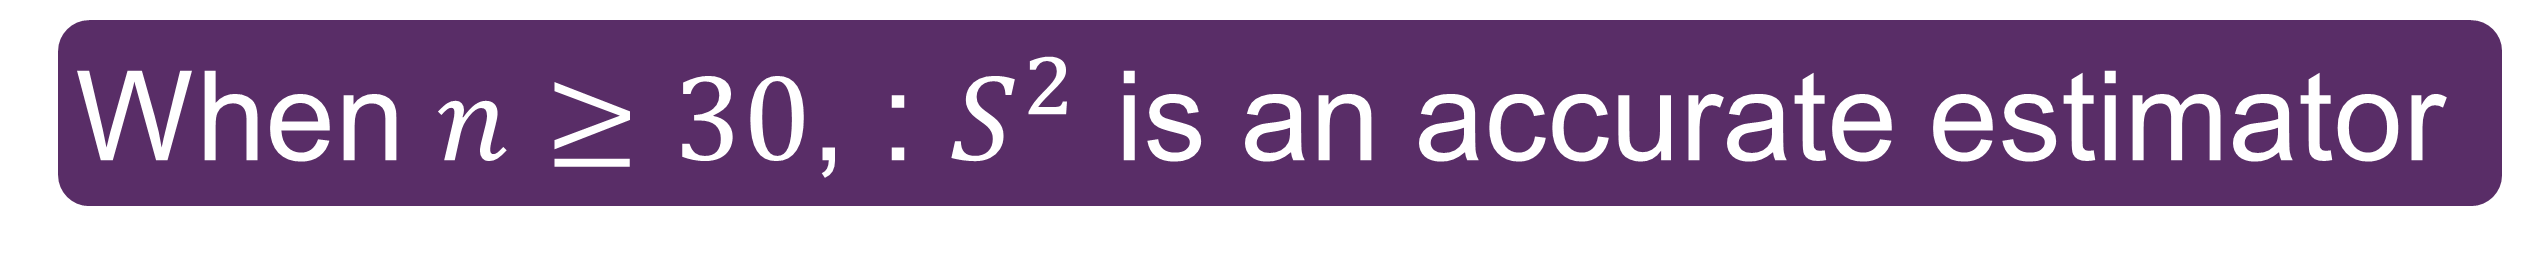 When n ≥ 30, : S² is an accurate estimator